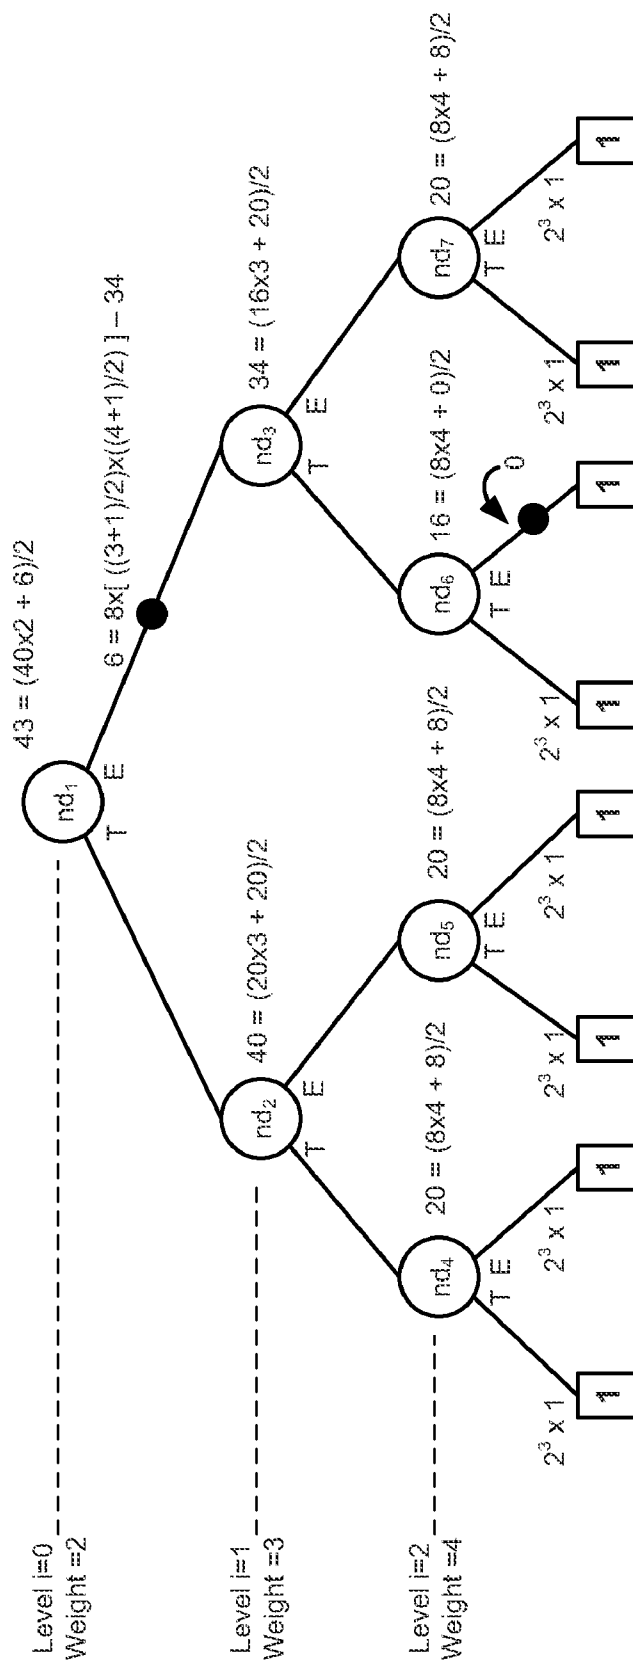 43 = (40x2 + 6)/2
6 = 8x[ ((3+1)/2)x((4+1)/2) ] – 34
Level i=0
Weight =2
nd1
T E
40 = (20x3 + 20)/2
34 = (16x3 + 20)/2
Level i=1
Weight =3
nd2
T E
nd3
T E
20 = (8x4 + 8)/2
20 = (8x4 + 8)/2
16 = (8x4 + 0)/2
20 = (8x4 + 8)/2
Level i=2
Weight =4
nd4
T E
nd5
T E
nd6
T E
nd7
T E
0
2³ x 1
2³ x 1
2³ x 1
2³ x 1
2³ x 1
2³ x 1
2³ x 1
1
1
1
1
1
1
1
1